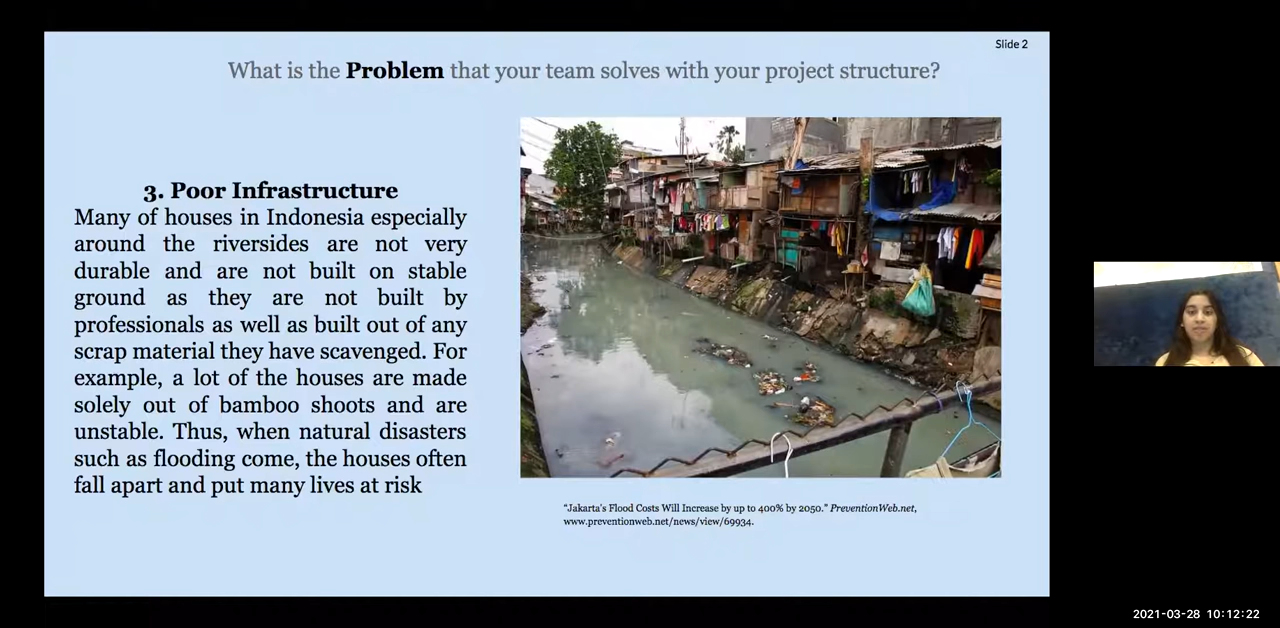 Slide 2
What is the Problem that your team solves with your project structure?
3. Poor Infrastructure
Many of houses in Indonesia especially
around the riversides are not very
durable and are not built on stable
ground as they are not built by
professionals as well as built out of any
scrap material they have scavenged. For
example, a lot of the houses are made
solely out of bamboo shoots and are
unstable. Thus, when natural disasters
such as flooding come, the houses often
fall apart and put many lives at risk
"Jakarta's Flood Costs Will Increase by up to 400% by 2050." PreventionWeb.net,
www.preventionweb.net/news/view/69934.
2021-03-28 10:12:22